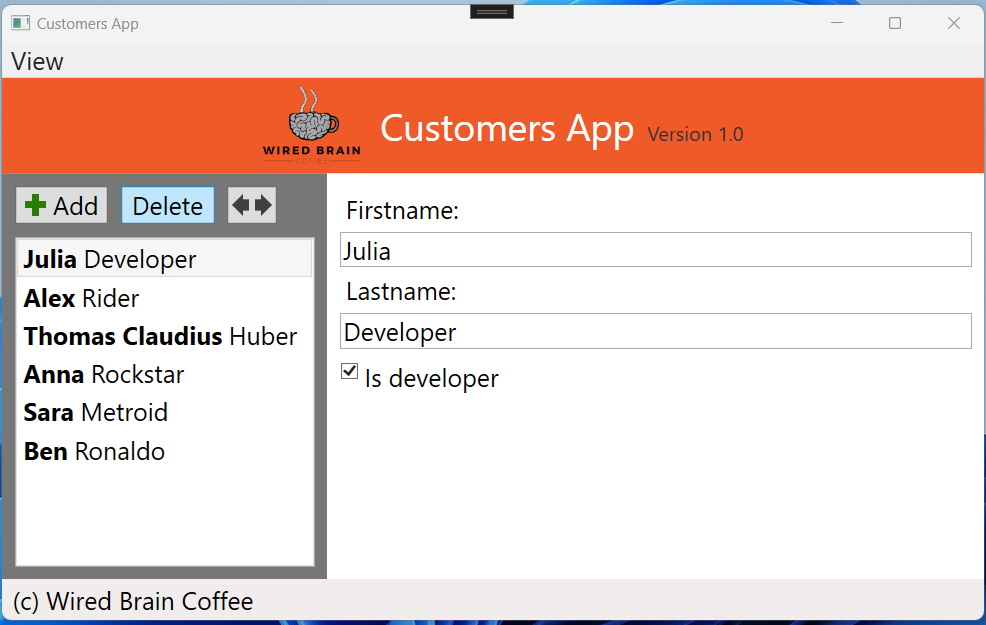 Customers App
View
WIRED BRAIN
COFFEE
Customers App Version 1.0
Add Delete
Julia Developer
Alex Rider
Thomas Claudius Huber
Anna Rockstar
Sara Metroid
Ben Ronaldo
Firstname:
Julia
Lastname:
Developer
Is developer
(c) Wired Brain Coffee